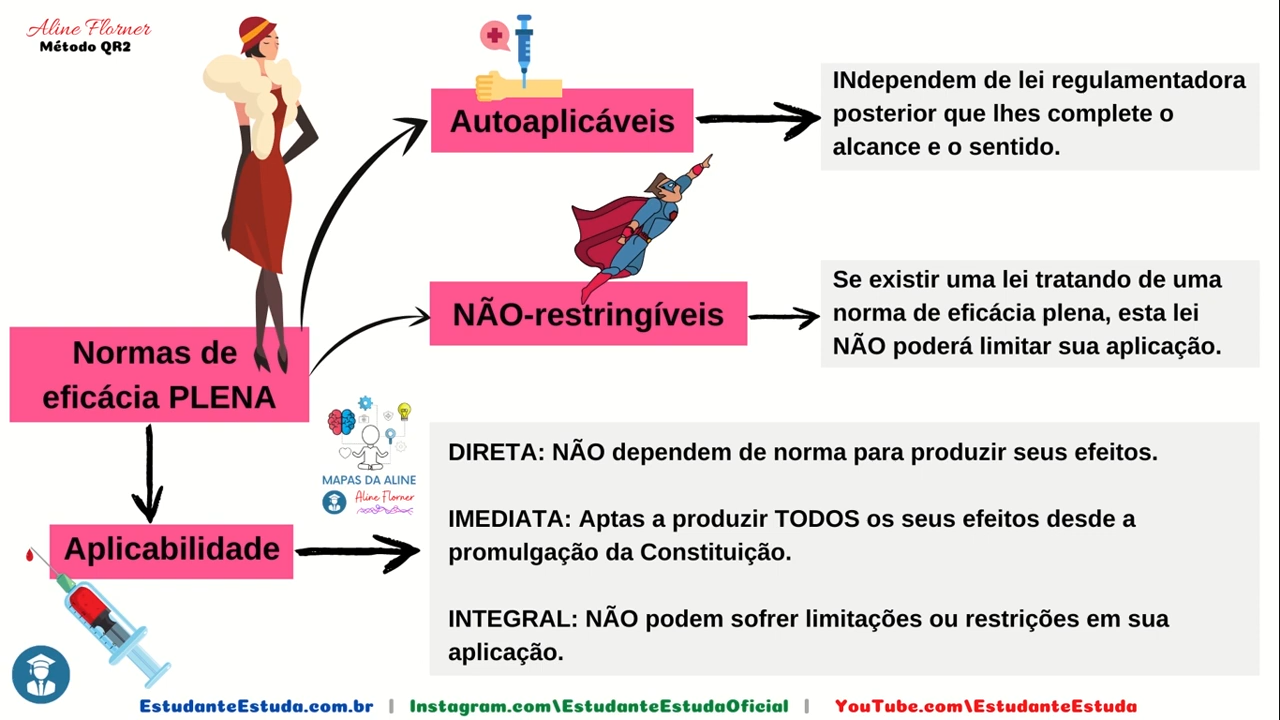 Aline Florner
Método QR2
Autoaplicáveis
INdependem de lei regulamentadora
posterior que lhes complete o
alcance e o sentido.
NÃO-restringíveis
Se existir uma lei tratando de uma
norma de eficácia plena, esta lei
NÃO poderá limitar sua aplicação.
Normas de
eficácia PLENA
MAPAS DA ALINE
Aline Florner
Aplicabilidade
DIRETA: NÃO dependem de norma para produzir seus efeitos.
IMEDIATA: Aptas a produzir TODOS os seus efeitos desde a
promulgação da Constituição.
INTEGRAL: NÃO podem sofrer limitações ou restrições em sua
aplicação.
EstudanteEstuda.com.br | Instagram.com\EstudanteEstudaOficial | YouTube.com\EstudanteEstuda